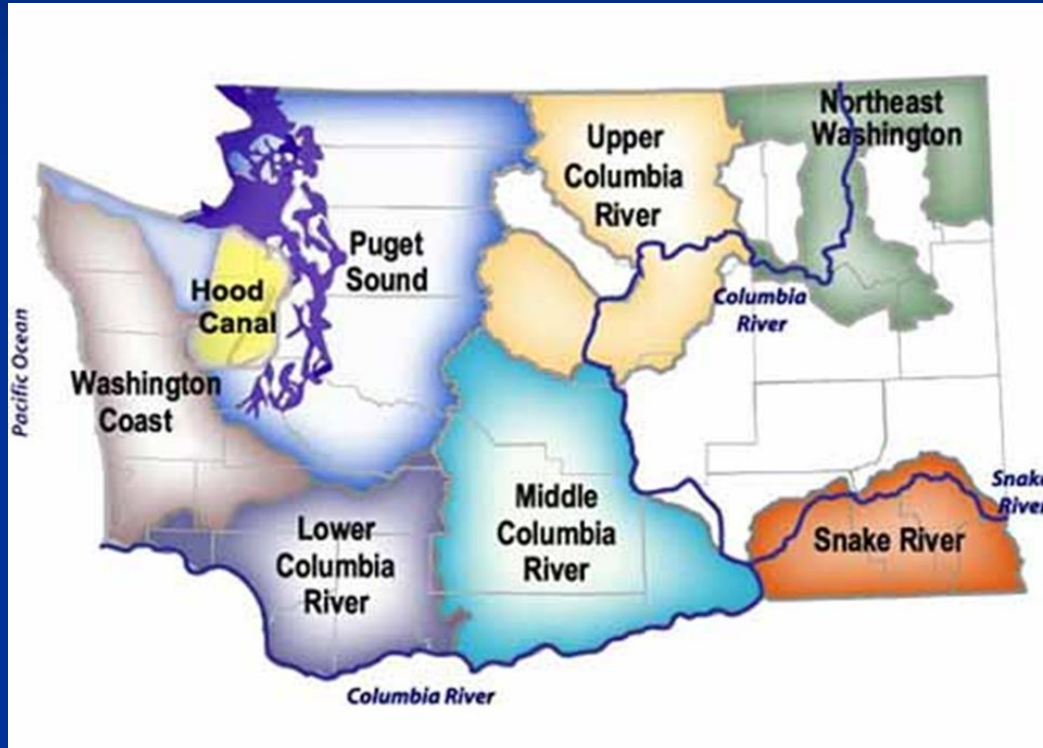 Northeast
Washington
Upper
Columbia
River
Puget
Sound
Hood
Canal
Columbia
River
Pacific Ocean
Washington
Coast
Snake
River
Middle
Columbia
River
Lower
Columbia
River
Snake River
Columbia River